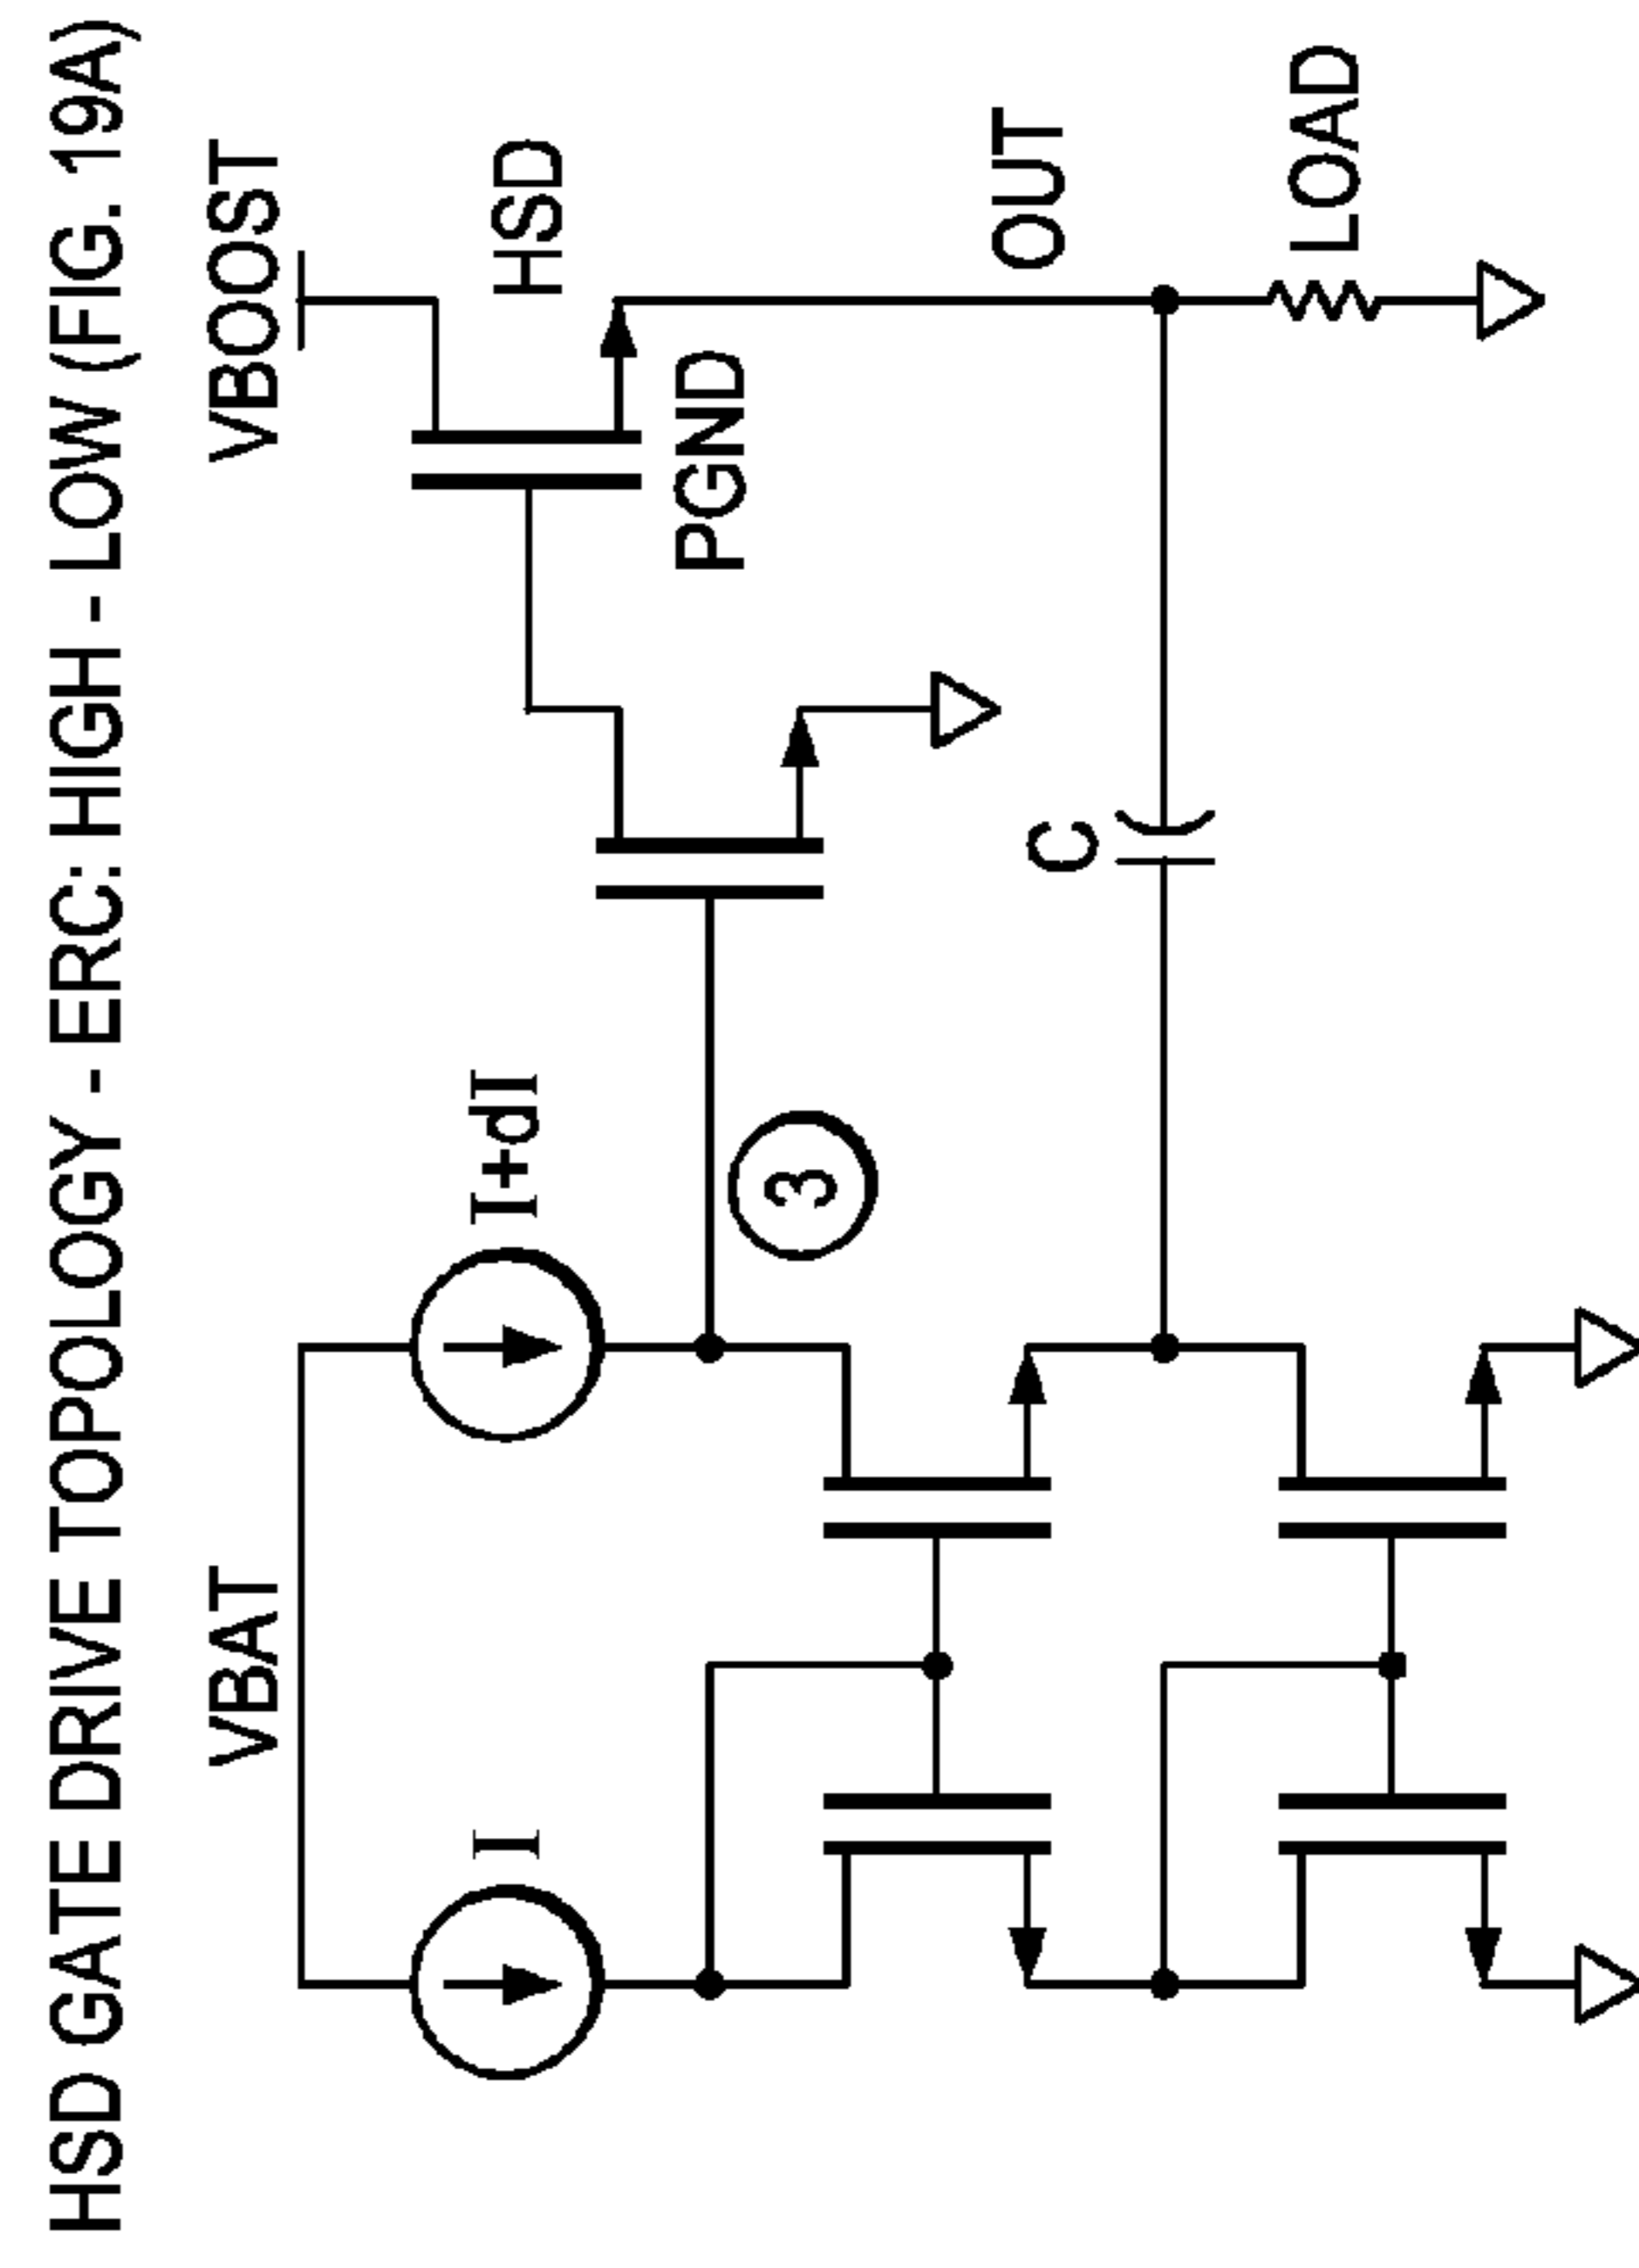 HSD GATE DRIVE TOPOLOGY - ERC: HIGH - LOW (FIG. 19A)
VBAT
VBOOST
I
I+dI
HSD
3
PGND
C
OUT
LOAD